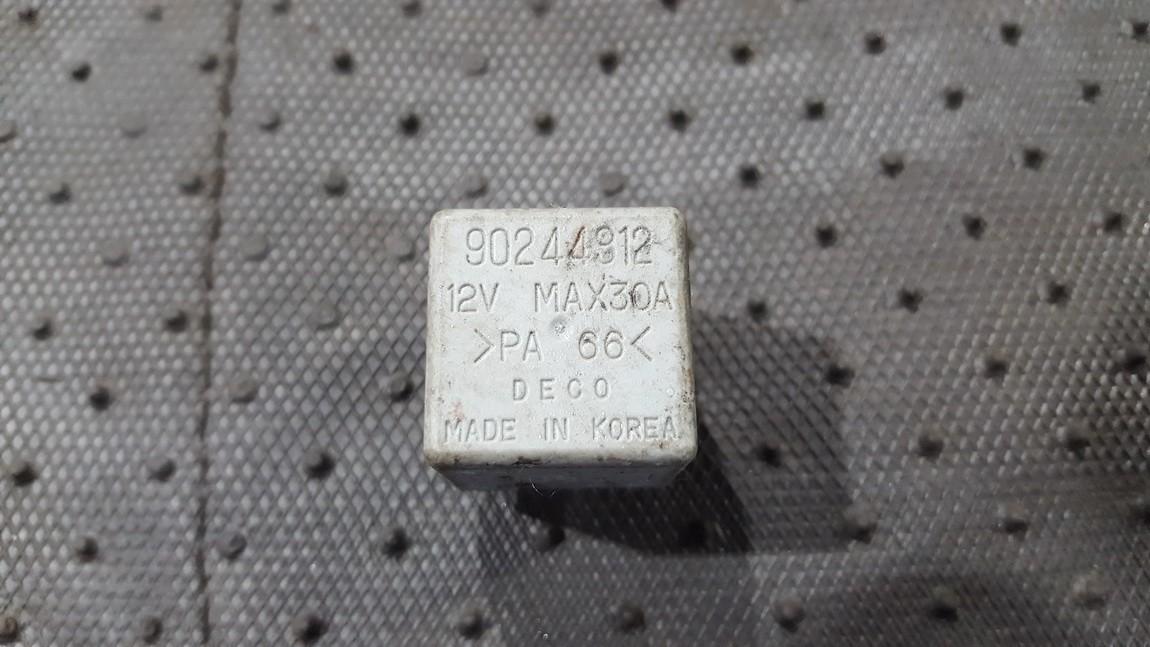 90244912
12V MAX30A
>PA 66<
DECO
MADE IN KOREA